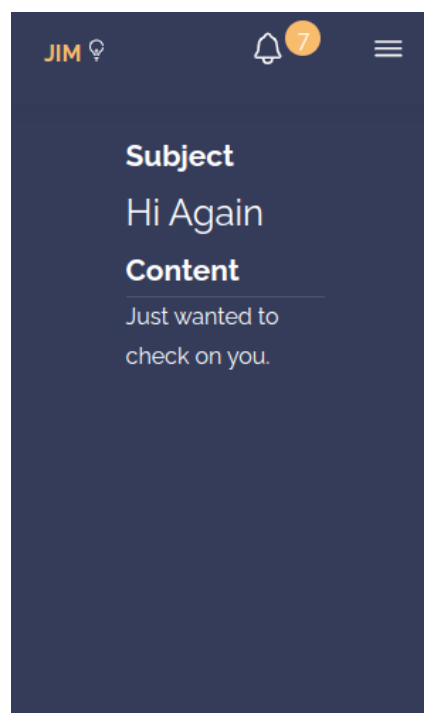 JIM 7
Subject
Hi Again
Content
Just wanted to
check on you.